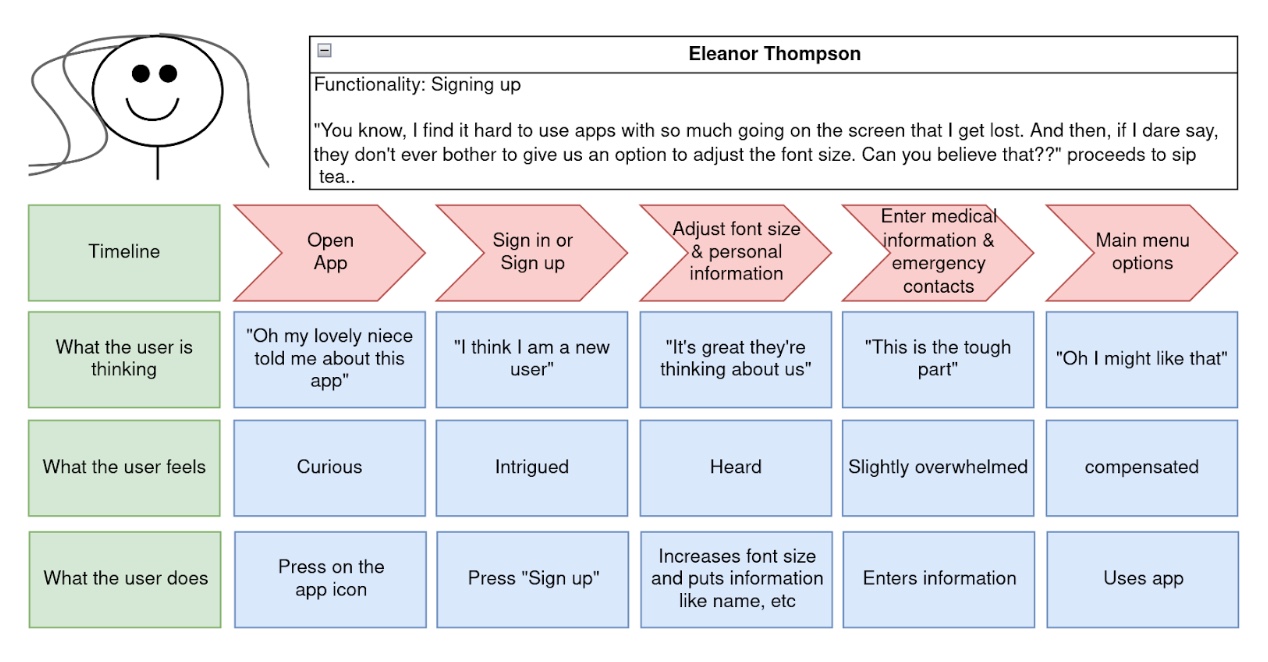 Eleanor Thompson
Functionality: Signing up
"You know, I find it hard to use apps with so much going on the screen that I get lost. And then, if I dare say,
they don't ever bother to give us an option to adjust the font size. Can you believe that??" proceeds to sip
tea..
Timeline
Open
App
Sign in or
Sign up
Adjust font size
& personal
information
Enter medical
information &
emergency
contacts
Main menu
options
What the user is
thinking
"Oh my lovely niece
told me about this
app"
"I think I am a new
user"
"It's great they're
thinking about us"
"This is the tough
part"
"Oh I might like that"
What the user feels
Curious
Intrigued
Heard
Slightly overwhelmed
compensated
What the user does
Press on the
app icon
Press "Sign up"
Increases font size
and puts information
like name, etc
Enters information
Uses app